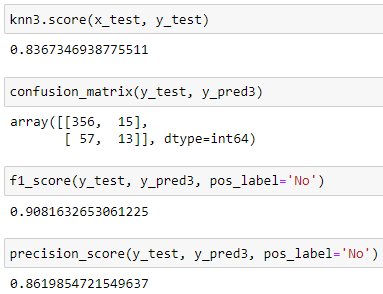 knn3.score(x_test, y_test)
0.8367346938775511
confusion_matrix(y_test, y_pred3)
array([[356,  15],
       [ 57,  13]], dtype=int64)
f1_score(y_test, y_pred3, pos_label='No')
0.9081632653061225
precision_score(y_test, y_pred3, pos_label='No')
0.8619854721549637